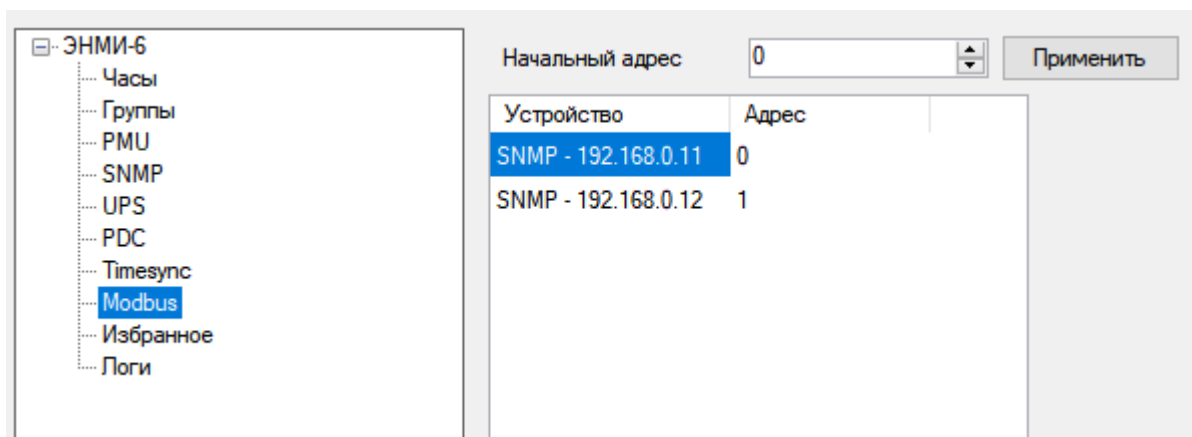 ЭНМИ-6
Часы
Группы
PMU
SNMP
UPS
PDC
Timesync
Modbus
Избранное
Логи
Начальный адрес 0 Применить
Устройство Адрес
SNMP - 192.168.0.11 0
SNMP - 192.168.0.12 1